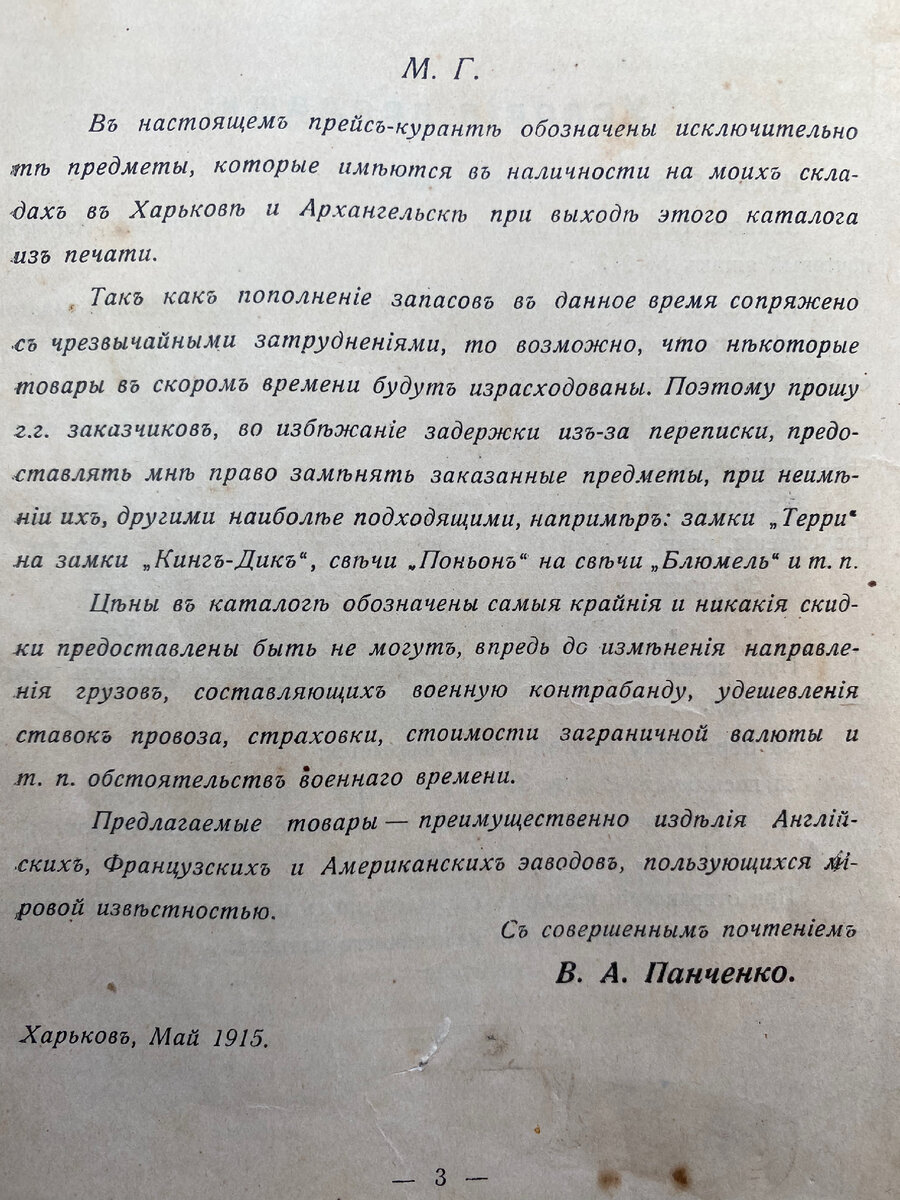 М. Г.
Въ настоящемъ прейсъ-курантѣ обозначены исключительно
тѣ предметы, которые имѣются въ наличности на моихъ скла-
дахъ въ Харьковѣ и Архангельскѣ при выходѣ этого каталога
изъ печати.
Такъ какъ пополненіе запасовъ въ данное время сопряжено
съ чрезвычайными затрудненіями, то возможно, что нѣкоторые
товары въ скоромъ времени будутъ израсходованы. Поэтому прошу
г.г. заказчиковъ, во избѣжаніе задержки изъ-за переписки, предо-
ставлять мнѣ право замѣнять заказанные предметы, при неимѣ-
ніи ихъ, другими наиболѣе подходящими, напримѣръ: замки „Терри“
на замки „Кингъ-Дикъ“, свѣчи „Поньонъ“ на свѣчи „Блюмель“ и т. п.
Цѣны въ каталогѣ обозначены самыя крайнія и никакія скид-
ки предоставлены быть не могутъ, впредь до измѣненія направле-
нія грузовъ, составляющихъ военную контрабанду, удешевленія
ставокъ провоза, страховки, стоимости заграничной валюты и
т. п. обстоятельствъ военнаго времени.
Предлагаемые товары — преимущественно издѣлія Англій-
скихъ, Французскихъ и Американскихъ эаводовъ, пользующихся мі-
ровой извѣстностью.
Съ совершеннымъ почтеніемъ
В. А. Панченко.
Харьковъ, Май 1915.
— 3 —